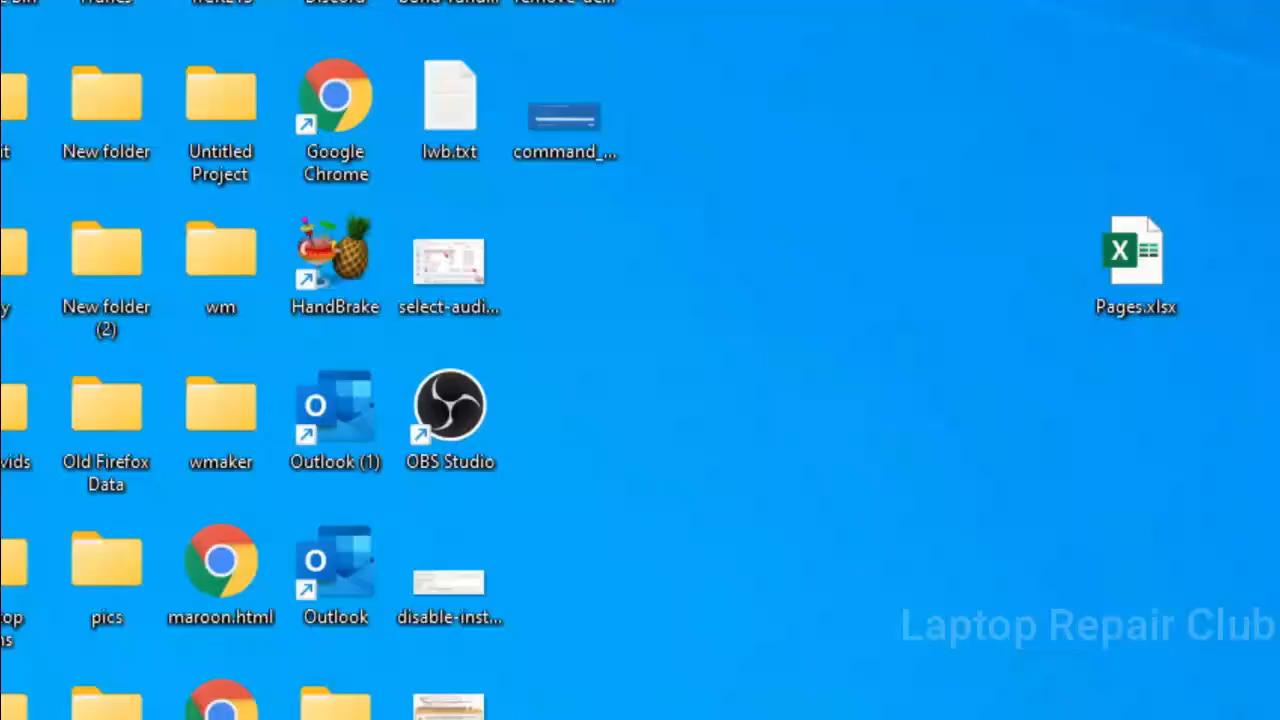 New folder
Untitled
Project
Google
Chrome
lwb.txt
command_...
New folder
(2)
wm
HandBrake
select-audi...
X
Pages.xlsx
vids
Old Firefox
Data
wmaker
O
Outlook (1)
OBS Studio
pics
maroon.html
O
Outlook
disable-inst...
Laptop Repair Club